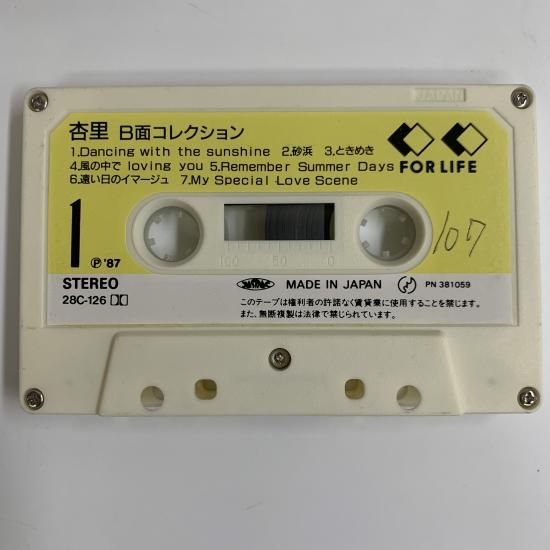 JAPAN
杏里 B面コレクション
1.Dancing with the sunshine 2.砂浜 3.ときめき
4.風の中で loving you 5.Remember Summer Days
6.遠い日のイマージュ 7.My Special Love Scene
FOR LIFE
1
℗'87
100 50 0
107
STEREO
28C-126
MADE IN JAPAN
PN 381059
このテープは権利者の許諾なく賃貸業に使用することを禁じます。
また、無断複製は法律で禁じられています。